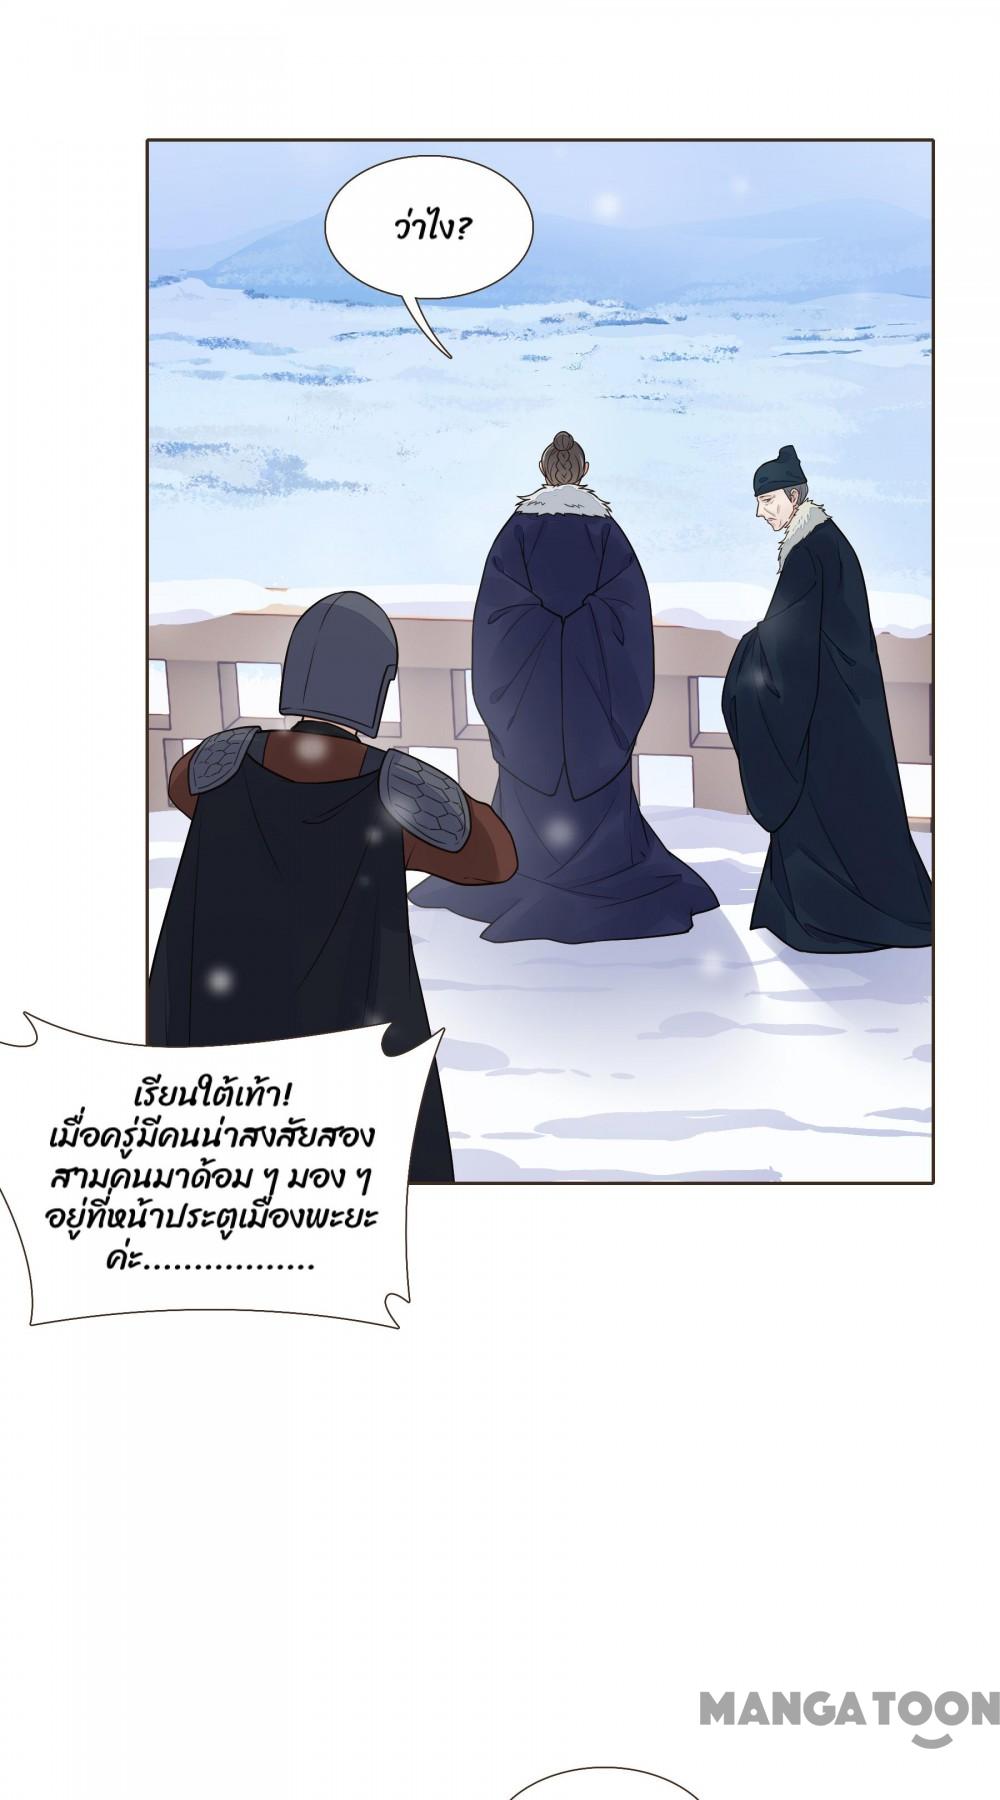 ว่าไง?
เรียนใต้เท้า!
เมื่อครู่มีคนน่าสงสัยสอง
สามคนมาด้อม ๆ มอง ๆ
อยู่ที่หน้าประตูเมืองพะยะ
ค่ะ.................
MANGATOON